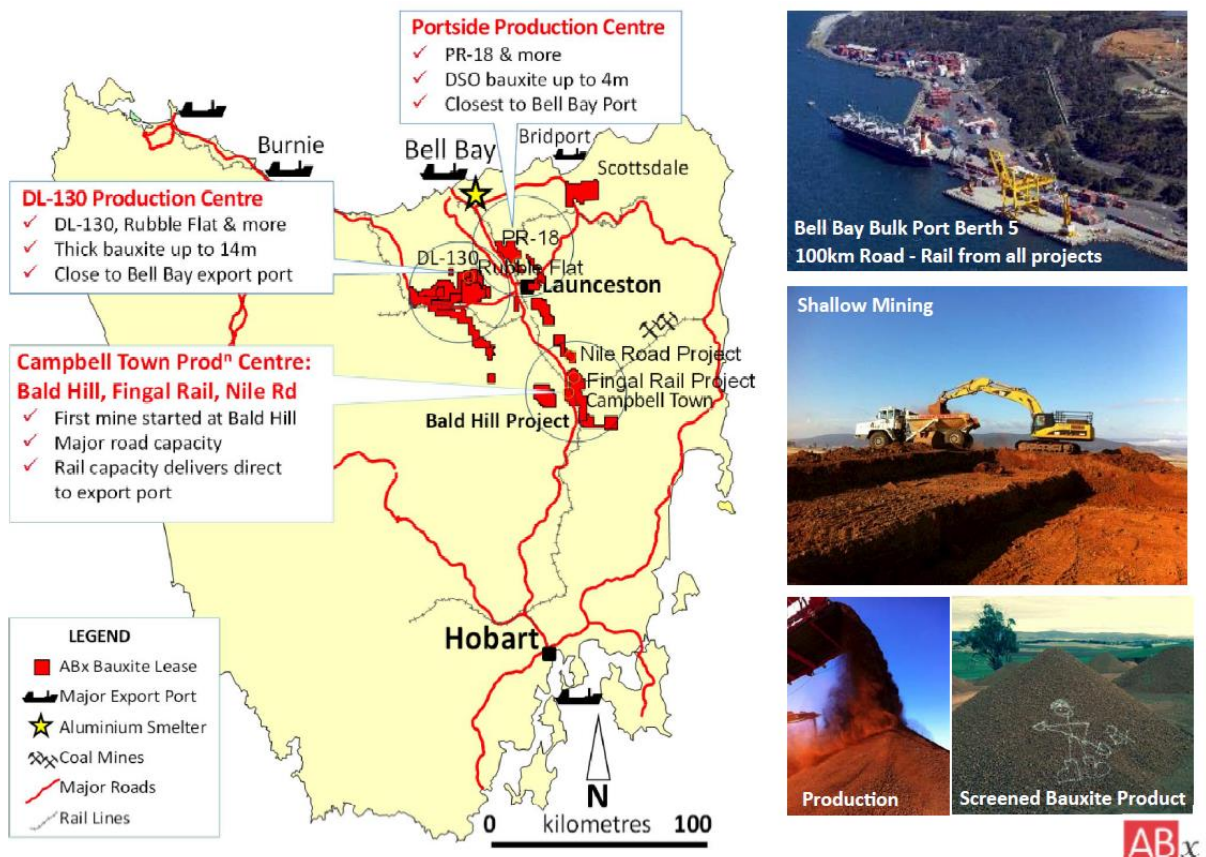 Portside Production Centre
✓ PR-18 & more
✓ DSO bauxite up to 4m
✓ Closest to Bell Bay Port
Burnie
Bell Bay
Bridport
Scottsdale
DL-130 Production Centre
✓ DL-130, Rubble Flat & more
✓ Thick bauxite up to 14m
✓ Close to Bell Bay export port
PR-18
DL-130
Rubble Flat
Launceston
Campbell Town Prodⁿ Centre:
Bald Hill, Fingal Rail, Nile Rd
✓ First mine started at Bald Hill
✓ Major road capacity
✓ Rail capacity delivers direct
to export port
Nile Road Project
Fingal Rail Project
Campbell Town
Bald Hill Project
Hobart
LEGEND
ABx Bauxite Lease
Major Export Port
Aluminium Smelter
Coal Mines
Major Roads
Rail Lines
N
0 kilometres 100
Bell Bay Bulk Port Berth 5
100km Road - Rail from all projects
Shallow Mining
Production
Screened Bauxite Product
ABx